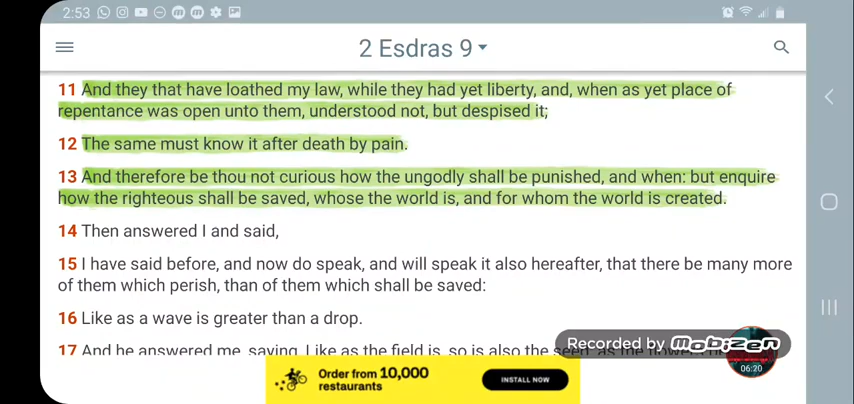 2:53
2 Esdras 9
11 And they that have loathed my law, while they had yet liberty, and, when as yet place of
repentance was open unto them, understood not, but despised it;
12 The same must know it after death by pain.
13 And therefore be thou not curious how the ungodly shall be punished, and when: but enquire
how the righteous shall be saved, whose the world is, and for whom the world is created.
14 Then answered I and said,
15 I have said before, and now do speak, and will speak it also hereafter, that there be many more
of them which perish, than of them which shall be saved:
16 Like as a wave is greater than a drop.
Recorded by Mobizen
17 And he answered me, saying, Like as the field is, so is also the seed; as the flowers
06:20
Order from 10,000
restaurants
INSTALL NOW